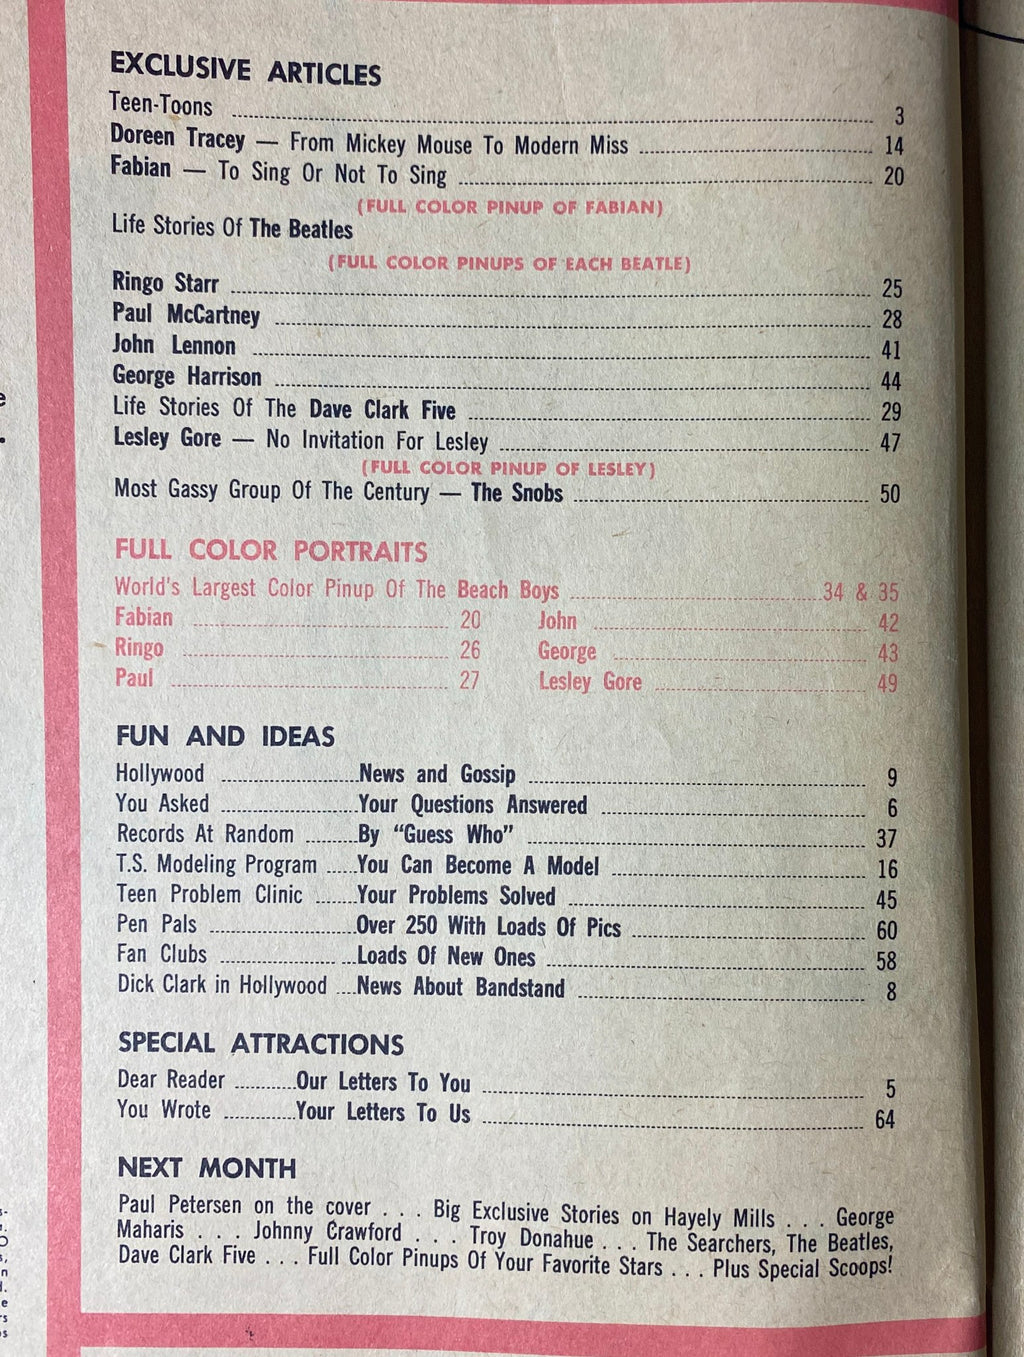 EXCLUSIVE ARTICLES
Teen-Toons 3
Doreen Tracey — From Mickey Mouse To Modern Miss 14
Fabian — To Sing Or Not To Sing 20
(FULL COLOR PINUP OF FABIAN)
Life Stories Of The Beatles
(FULL COLOR PINUPS OF EACH BEATLE)
Ringo Starr 25
Paul McCartney 28
John Lennon 41
George Harrison 44
Life Stories Of The Dave Clark Five 29
Lesley Gore — No Invitation For Lesley 47
(FULL COLOR PINUP OF LESLEY)
Most Gassy Group Of The Century — The Snobs 50
FULL COLOR PORTRAITS
World's Largest Color Pinup Of The Beach Boys 34 & 35
Fabian 20 John 42
Ringo 26 George 43
Paul 27 Lesley Gore 49
FUN AND IDEAS
Hollywood News and Gossip 9
You Asked Your Questions Answered 6
Records At Random By "Guess Who" 37
T.S. Modeling Program You Can Become A Model 16
Teen Problem Clinic Your Problems Solved 45
Pen Pals Over 250 With Loads Of Pics 60
Fan Clubs Loads Of New Ones 58
Dick Clark in Hollywood News About Bandstand 8
SPECIAL ATTRACTIONS
Dear Reader Our Letters To You 5
You Wrote Your Letters To Us 64
NEXT MONTH
Paul Petersen on the cover . . . Big Exclusive Stories on Hayely Mills . . . George
Maharis . . . Johnny Crawford . . . Troy Donahue . . . The Searchers, The Beatles,
Dave Clark Five . . . Full Color Pinups Of Your Favorite Stars . . . Plus Special Scoops!